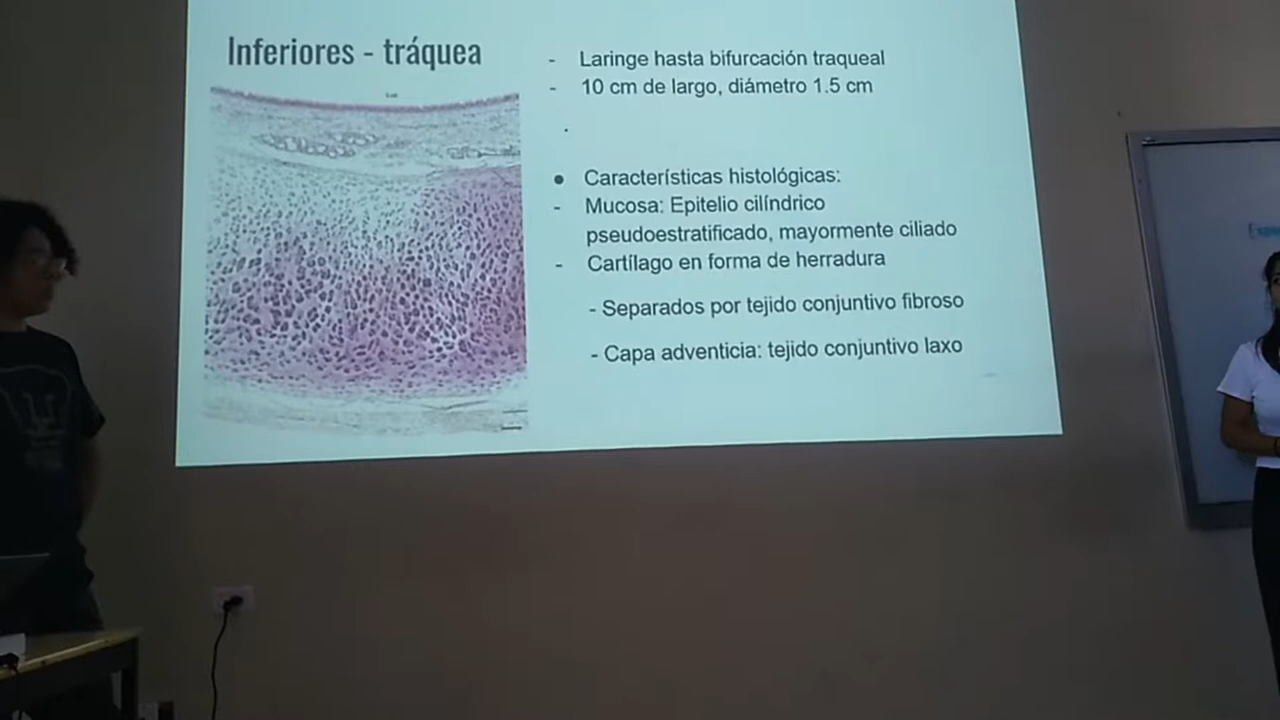 Inferiores - tráquea
- Laringe hasta bifurcación traqueal
- 10 cm de largo, diámetro 1.5 cm
.
● Características histológicas:
- Mucosa: Epitelio cilíndrico
pseudoestratificado, mayormente ciliado
- Cartílago en forma de herradura
- Separados por tejido conjuntivo fibroso
- Capa adventicia: tejido conjuntivo laxo